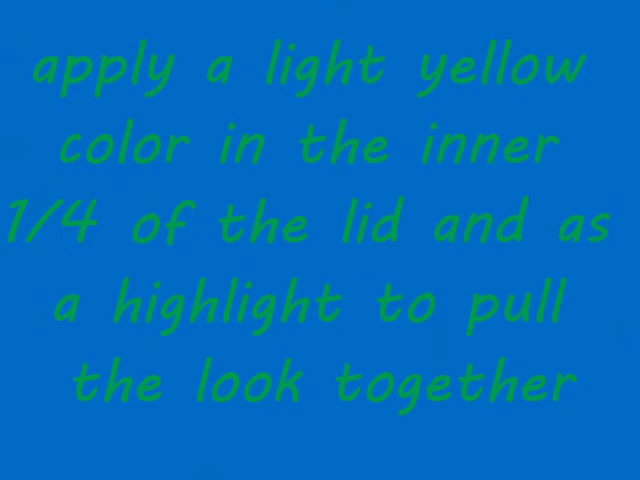 apply a light yellow
color in the inner
1/4 of the lid and as
a highlight to pull
the look together